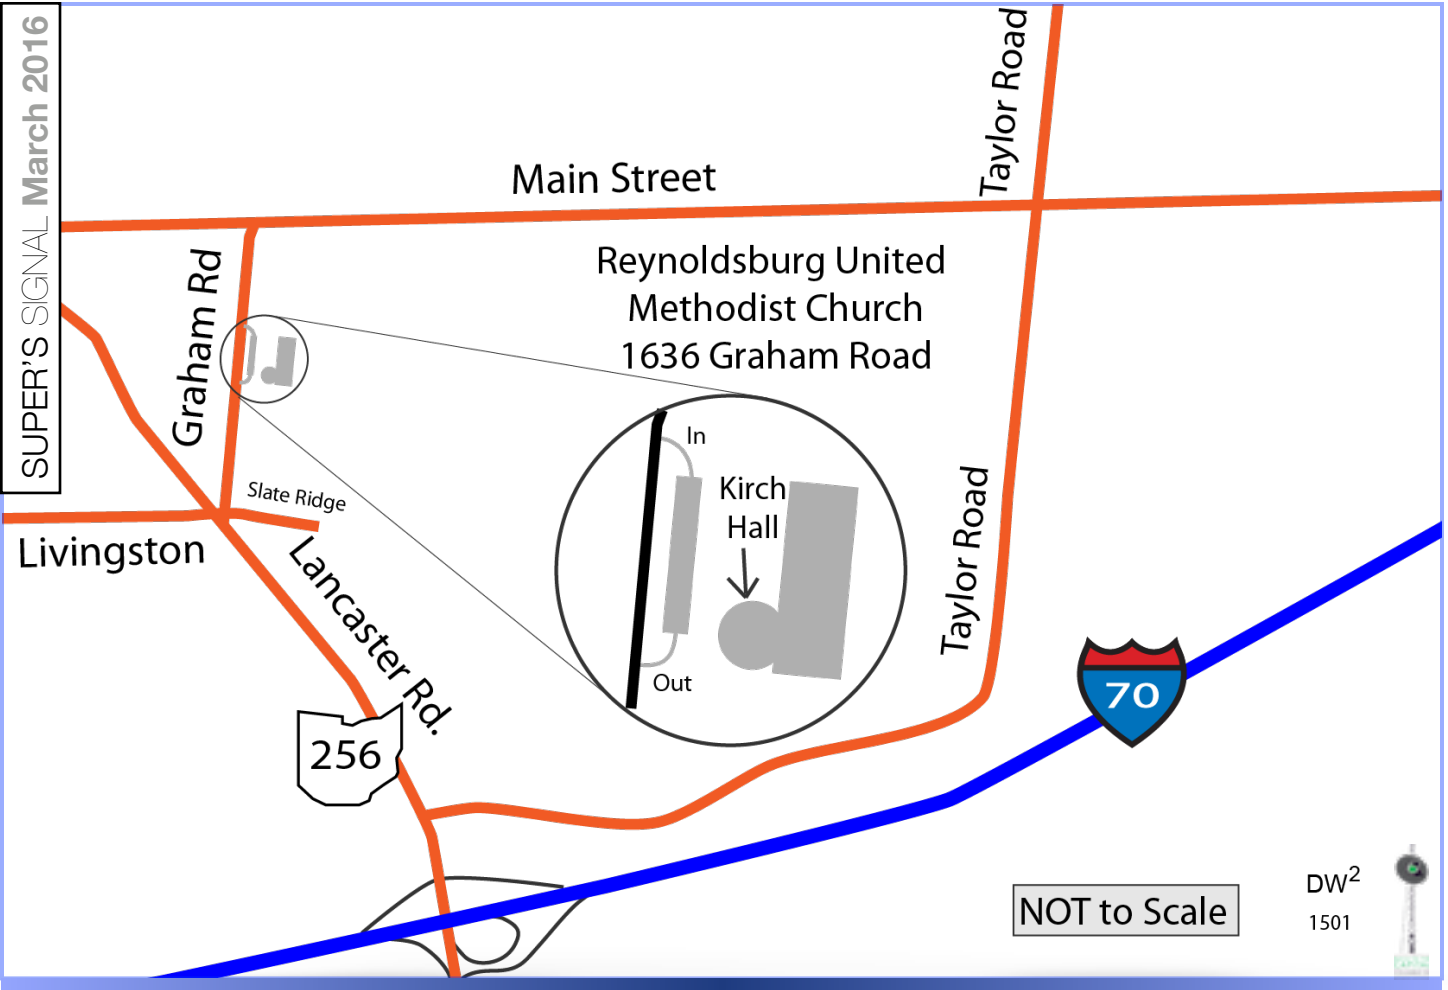 SUPER'S SIGNAL March 2016
Taylor Road
Main Street
Graham Rd
Reynoldsburg United
Methodist Church
1636 Graham Road
In
Kirch
Hall
Out
Slate Ridge
Livingston
Lancaster Rd.
Taylor Road
256
70
NOT to Scale
DW²
1501